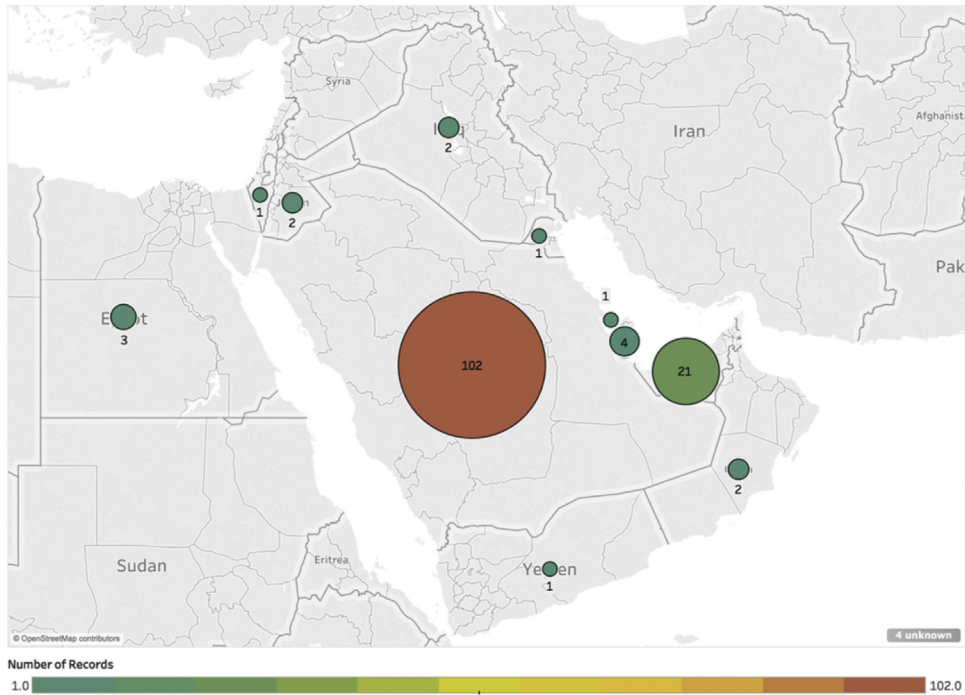 Syria
Afghanist
Iran
2
1
2
1
Pak
1
3
4
102
21
2
Sudan
Eritrea
Yemen
1
© OpenStreetMap contributors
4 unknown
Number of Records
1.0
102.0